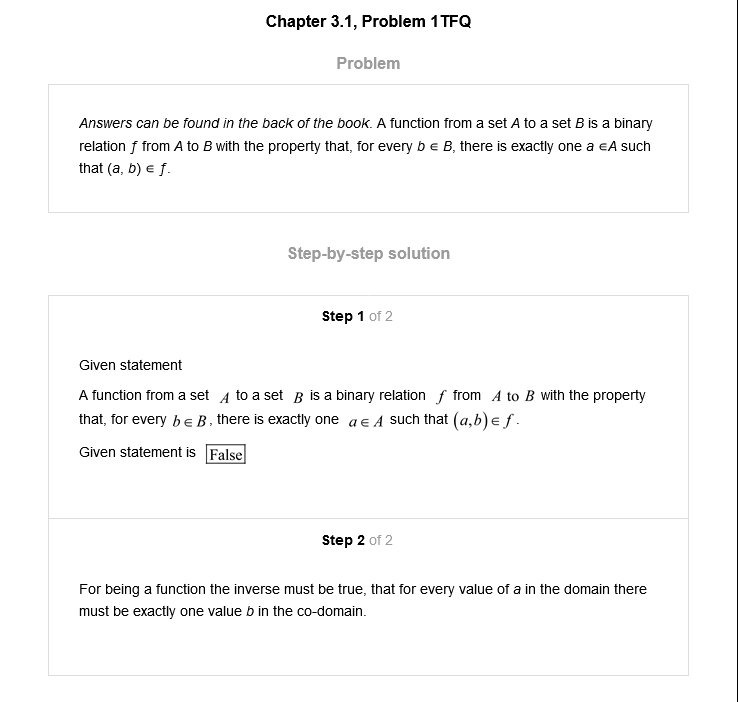 Chapter 3.1, Problem 1TFQ
Problem
Answers can be found in the back of the book. A function from a set A to a set B is a binary
relation f from A to B with the property that, for every b ∈ B, there is exactly one a ∈A such
that (a, b) ∈ f.
Step-by-step solution
Step 1 of 2
Given statement
A function from a set A to a set B is a binary relation f from A to B with the property
that, for every b ∈ B, there is exactly one a ∈ A such that (a,b) ∈ f.
Given statement is False
Step 2 of 2
For being a function the inverse must be true, that for every value of a in the domain there
must be exactly one value b in the co-domain.